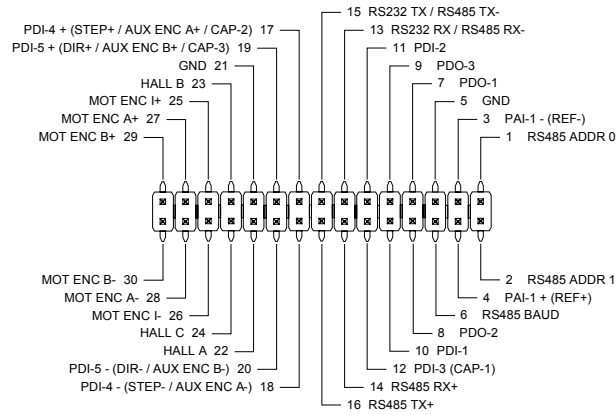 15 RS232 TX / RS485 TX-
PDI-4 + (STEP+ / AUX ENC A+ / CAP-2) 17
13 RS232 RX / RS485 RX-
PDI-5 + (DIR+ / AUX ENC B+ / CAP-3) 19
11 PDI-2
GND 21
9 PDO-3
HALL B 23
7 PDO-1
MOT ENC I+ 25
5 GND
MOT ENC A+ 27
3 PAI-1 - (REF-)
MOT ENC B+ 29
1 RS485 ADDR 0
MOT ENC B- 30
2 RS485 ADDR 1
MOT ENC A- 28
4 PAI-1 + (REF+)
MOT ENC I- 26
6 RS485 BAUD
HALL C 24
8 PDO-2
HALL A 22
10 PDI-1
PDI-5 - (DIR- / AUX ENC B-) 20
12 PDI-3 (CAP-1)
PDI-4 - (STEP- / AUX ENC A-) 18
14 RS485 RX+
16 RS485 TX+